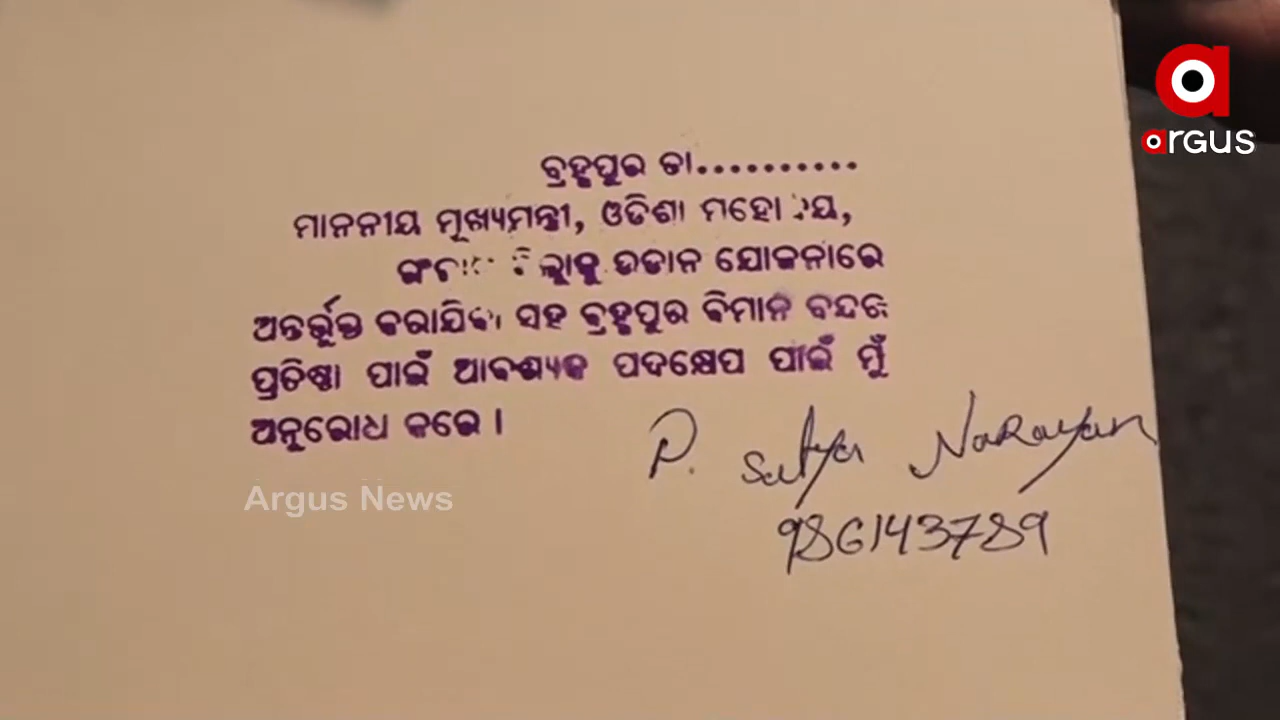 argus
ବ୍ରହ୍ମପୁର ତା..........
ମାନନୀୟ ମୁଖ୍ୟମନ୍ତ୍ରୀ, ଓଡିଶା
ଉଡାନ ଯୋଜନାରେ
ଅନ୍ତର୍ଭୂକ୍ତ କରାଯିବା ସହ ବ୍ରହ୍ମପୁର ବିମାନ ବନ୍ଦର
ପ୍ରତିଷ୍ଠା ପାଇଁ ଆବଶ୍ୟକ ପଦକ୍ଷେପ ପାଇଁ ମୁଁ
ଅନୁରୋଧ କରେ ।
P. Satya Narayan
986143789
Argus News